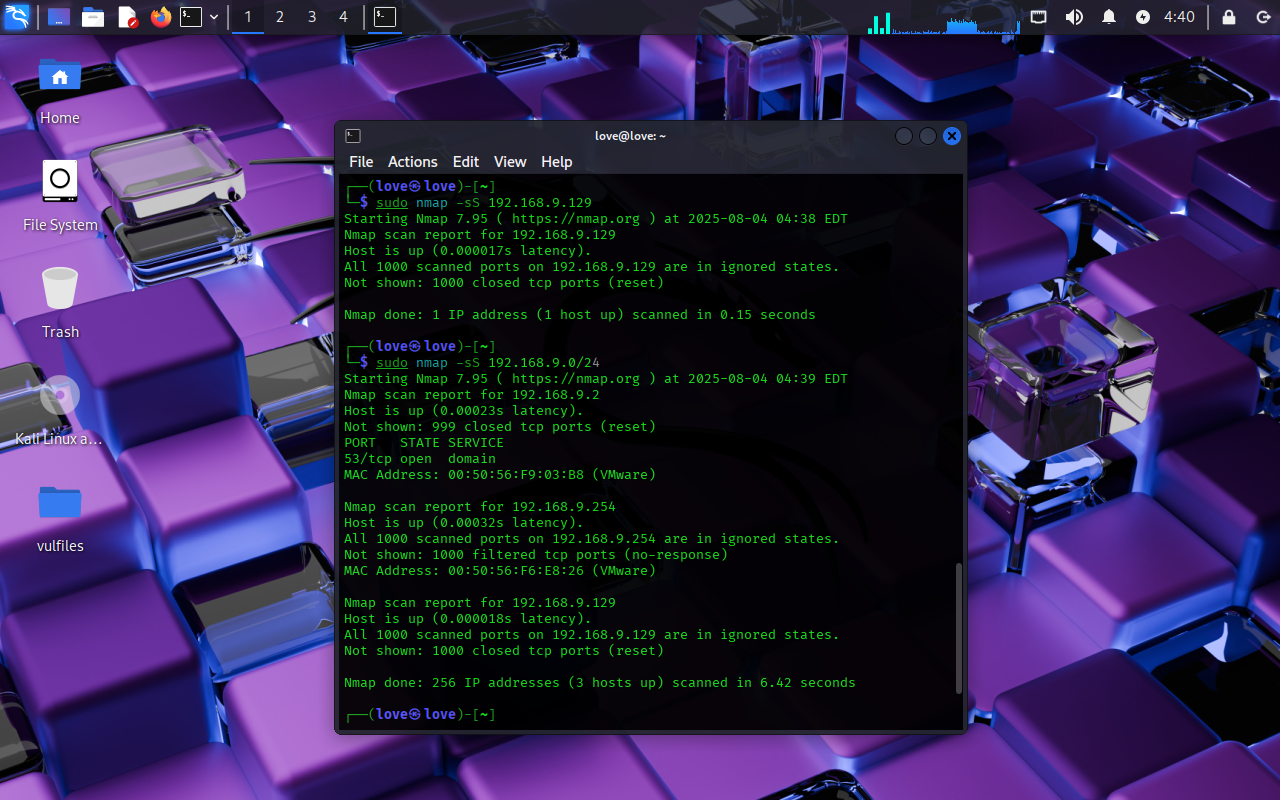 1 2 3 4 4:40
Home
File System
Trash
Kali Linux a...
vulfiles
love@love: ~
File Actions Edit View Help
┌──(love㉿love)-[~]
└─$ sudo nmap -sS 192.168.9.129
Starting Nmap 7.95 ( https://nmap.org ) at 2025-08-04 04:38 EDT
Nmap scan report for 192.168.9.129
Host is up (0.000017s latency).
All 1000 scanned ports on 192.168.9.129 are in ignored states.
Not shown: 1000 closed tcp ports (reset)
Nmap done: 1 IP address (1 host up) scanned in 0.15 seconds
┌──(love㉿love)-[~]
└─$ sudo nmap -sS 192.168.9.0/24
Starting Nmap 7.95 ( https://nmap.org ) at 2025-08-04 04:39 EDT
Nmap scan report for 192.168.9.2
Host is up (0.00023s latency).
Not shown: 999 closed tcp ports (reset)
PORT   STATE SERVICE
53/tcp open  domain
MAC Address: 00:50:56:F9:03:B8 (VMware)
Nmap scan report for 192.168.9.254
Host is up (0.00032s latency).
All 1000 scanned ports on 192.168.9.254 are in ignored states.
Not shown: 1000 filtered tcp ports (no-response)
MAC Address: 00:50:56:F6:E8:26 (VMware)
Nmap scan report for 192.168.9.129
Host is up (0.000018s latency).
All 1000 scanned ports on 192.168.9.129 are in ignored states.
Not shown: 1000 closed tcp ports (reset)
Nmap done: 256 IP addresses (3 hosts up) scanned in 6.42 seconds
┌──(love㉿love)-[~]